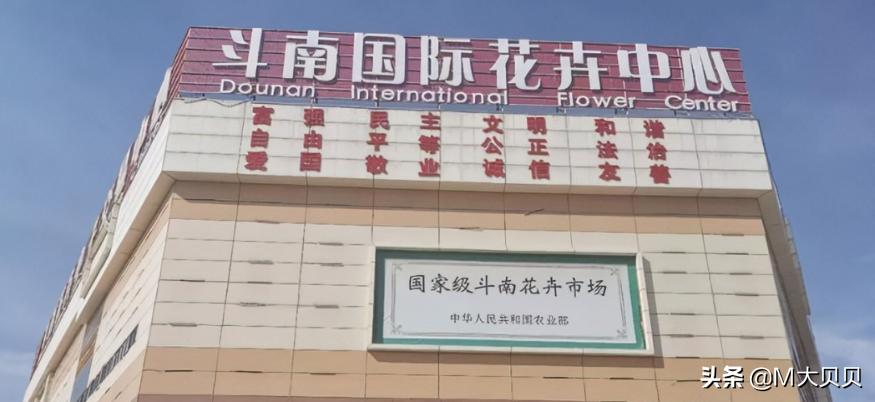 斗南国际花卉中心
Dounan International Flower Center
富强 民主 文明 和谐
自由 平等 公正 法治
爱国 敬业 诚信 友善
国家级斗南花卉市场
中华人民共和国农业部
头条 @M大贝贝